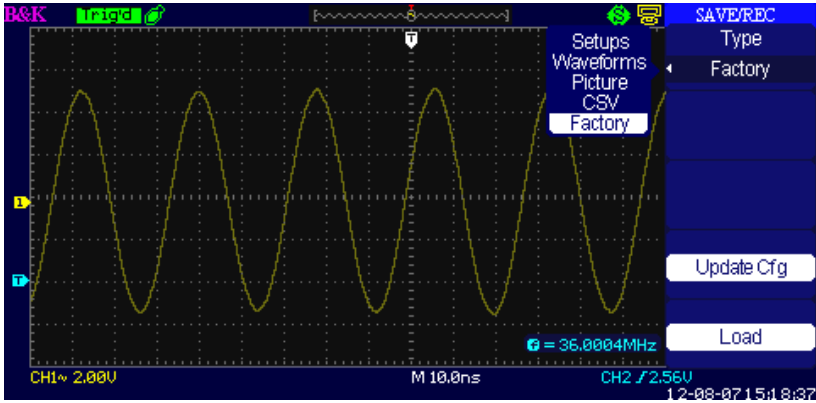 B&K Trig'd S SAVE/REC
T
Setups
Waveforms
Picture
CSV
Factory
Type
Factory
1
T
Update Cfg
Load
f = 36.0004MHz
CH1~ 2.00V M 10.0ns CH2 2.56V
12-08-07 15:18:37